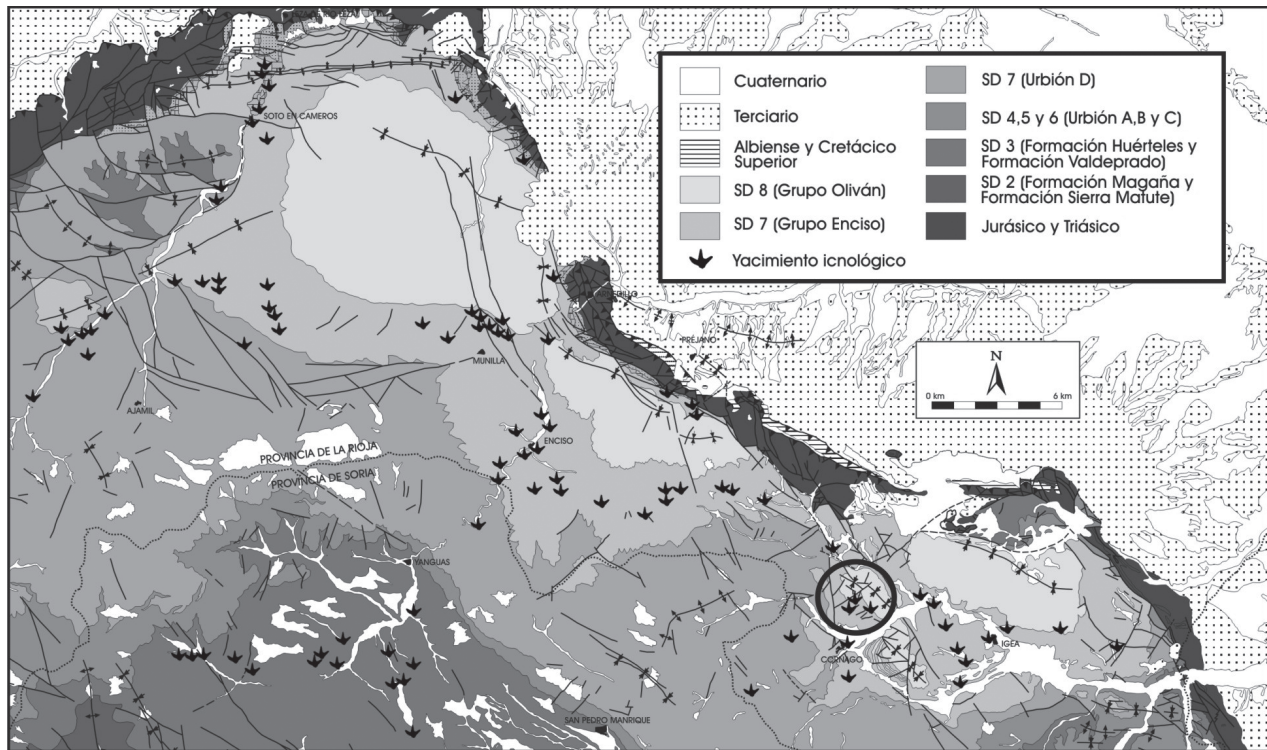 Cuaternario
Terciario
Albiense y Cretácico
Superior
SD 8 (Grupo Oliván)
SD 7 (Grupo Enciso)
Yacimiento icnológico
SD 7 (Urbión D)
SD 4,5 y 6 (Urbión A,B y C)
SD 3 (Formación Huérteles y
Formación Valdeprado)
SD 2 (Formación Magaña y
Formación Sierra Matute)
Jurásico y Triásico
SOTO EN CAMEROS
PRÉJANO
N
0 km
6 km
MUNILLA
AJAMIL
ENCISO
PROVINCIA DE LA RIOJA
PROVINCIA DE SORIA
YANGUAS
IGEA
CORNAGO
SAN PEDRO MANRIQUE